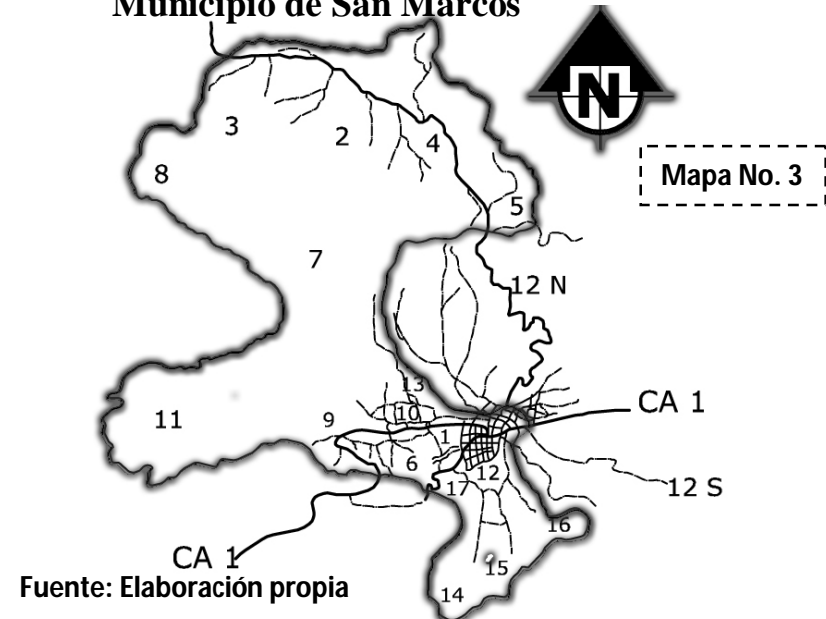 Municipio de San Marcos
N
Mapa No. 3
3
2
4
8
5
7
12 N
13
CA 1
11
9
10
1
6
12
17
12 S
16
CA 1
15
14
Fuente: Elaboración propia